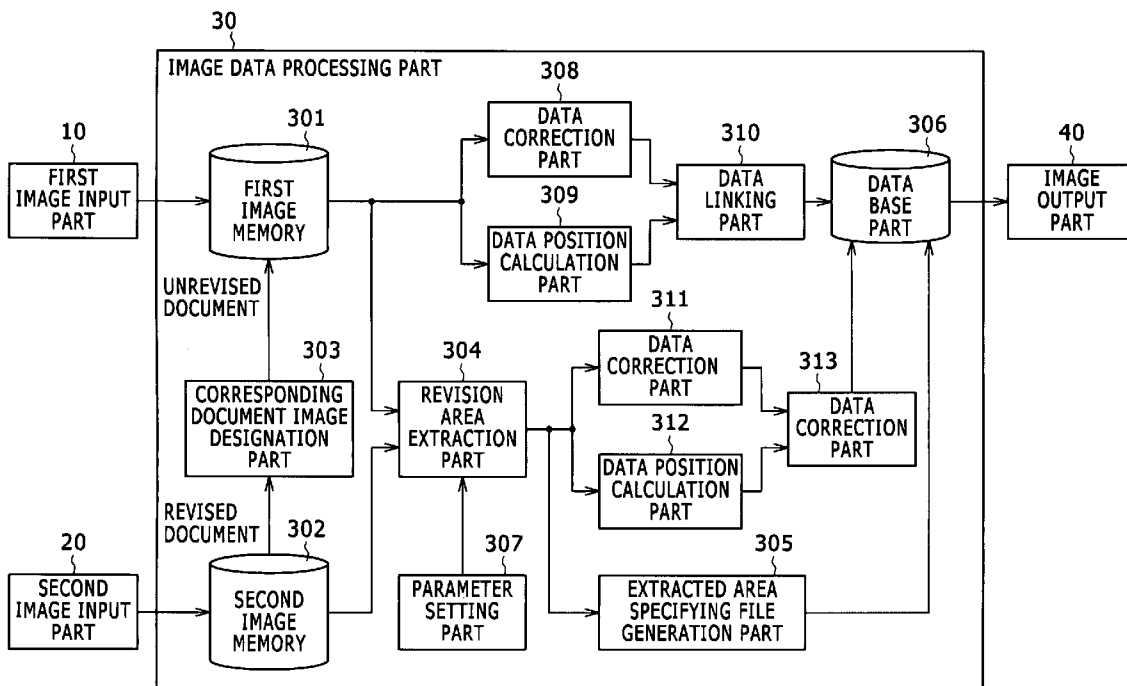 30
IMAGE DATA PROCESSING PART
308
DATA
CORRECTION
PART
301
FIRST
IMAGE
MEMORY
10
FIRST
IMAGE INPUT
PART
310
DATA
LINKING
PART
306
DATA
BASE
PART
40
IMAGE
OUTPUT
PART
309
DATA POSITION
CALCULATION
PART
UNREVISED
DOCUMENT
303
CORRESPONDING
DOCUMENT IMAGE
DESIGNATION
PART
304
REVISION
AREA
EXTRACTION
PART
311
DATA
CORRECTION
PART
313
DATA
CORRECTION
PART
312
DATA POSITION
CALCULATION
PART
REVISED
DOCUMENT
20
SECOND
IMAGE INPUT
PART
302
SECOND
IMAGE
MEMORY
307
PARAMETER
SETTING
PART
305
EXTRACTED AREA
SPECIFYING FILE
GENERATION PART